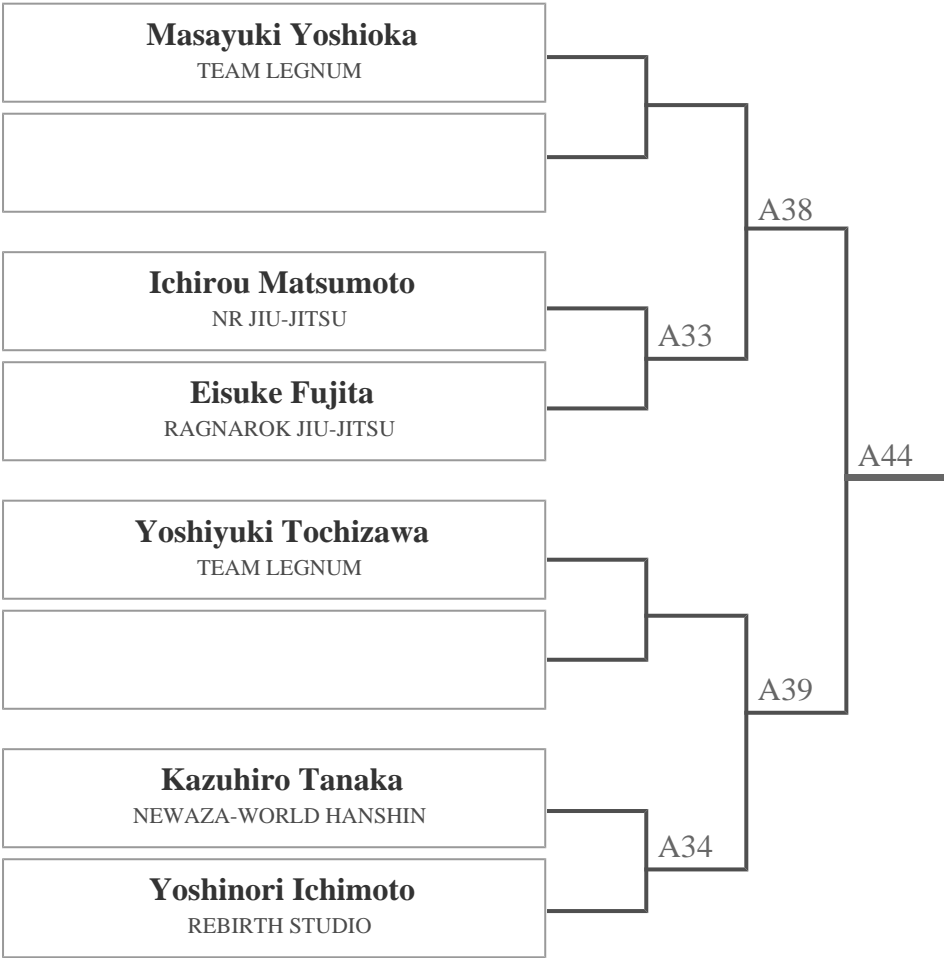 Masayuki Yoshioka
TEAM LEGNUM
A38
Ichirou Matsumoto
NR JIU-JITSU
A33
Eisuke Fujita
RAGNAROK JIU-JITSU
A44
Yoshiyuki Tochizawa
TEAM LEGNUM
A39
Kazuhiro Tanaka
NEWAZA-WORLD HANSHIN
A34
Yoshinori Ichimoto
REBIRTH STUDIO